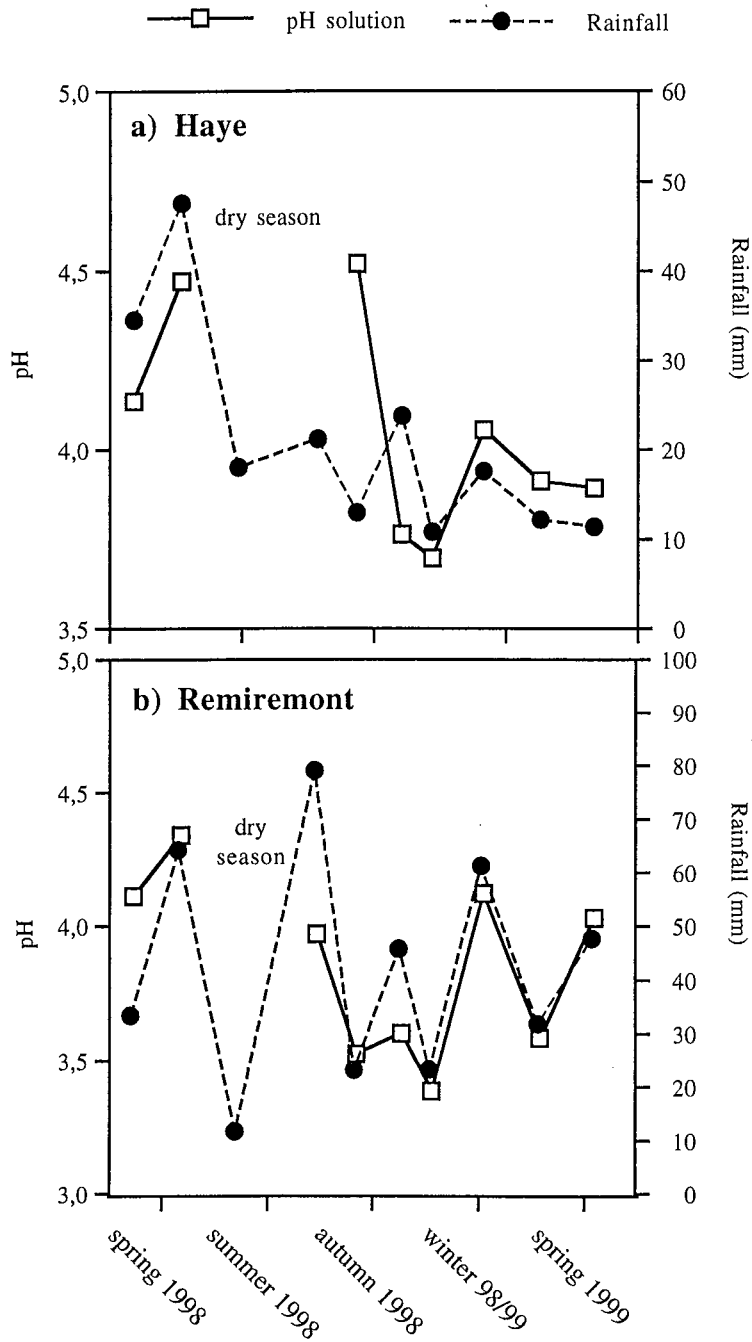 pH solution Rainfall
a) Haye
dry season
5,0
4,5
4,0
3,5
pH
60
50
40
30
20
10
0
Rainfall (mm)
b) Remiremont
dry
season
5,0
4,5
4,0
3,5
3,0
pH
100
90
80
70
60
50
40
30
20
10
0
Rainfall (mm)
spring 1998
summer 1998
autumn 1998
winter 98/99
spring 1999